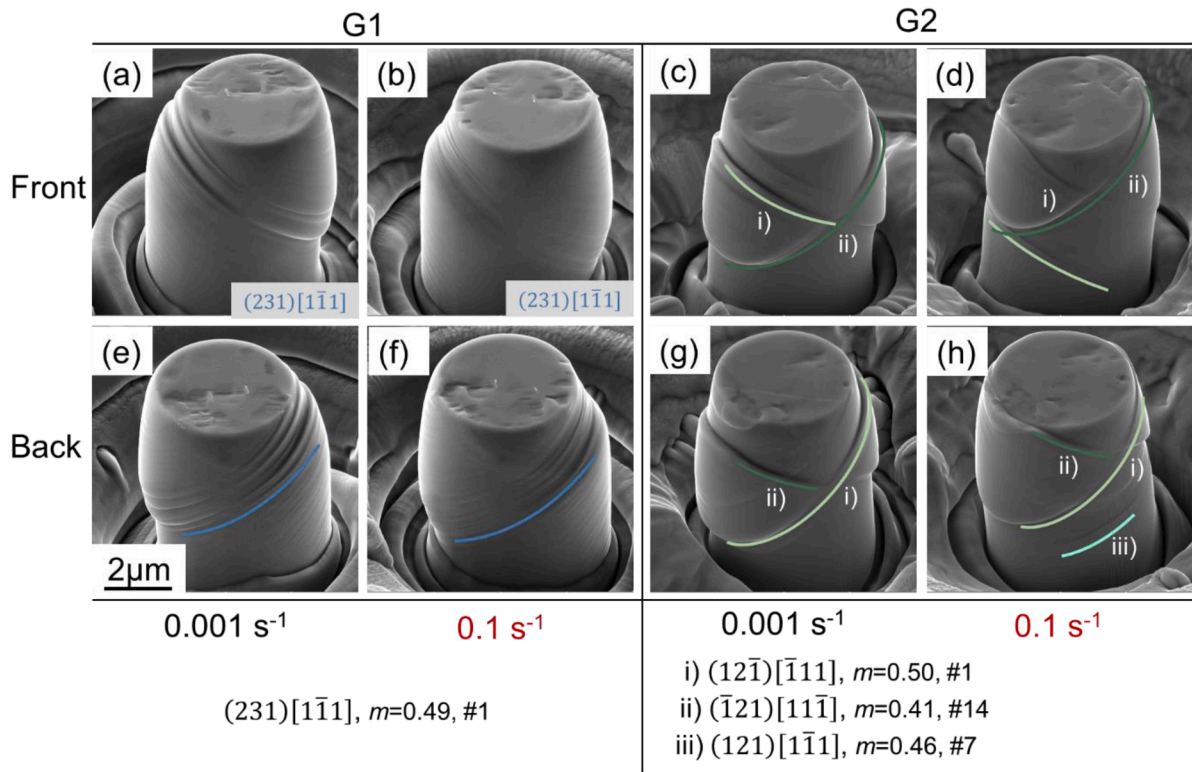 G1 G2
(a) (b) (c) (d)
Front
i) ii) i) ii)
(231)[11̅1] (231)[11̅1]
(e) (f) (g) (h)
Back
ii) i) ii) i)
iii)
2µm
0.001 s⁻¹ 0.1 s⁻¹ 0.001 s⁻¹ 0.1 s⁻¹
(231)[11̅1], m=0.49, #1
i) (121̅)[1̅11], m=0.50, #1
ii) (1̅21)[111̅], m=0.41, #14
iii) (121)[11̅1], m=0.46, #7